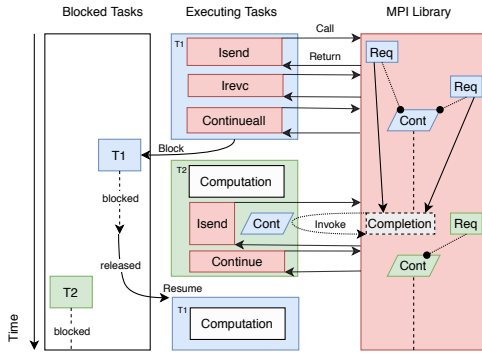 Blocked Tasks
Executing Tasks
MPI Library
T1
Call
Isend
Return
Req
Irevc
Req
Continueall
Cont
Block
T1
T2
Computation
blocked
Isend
Cont
Invoke
Completion
Req
Continue
Cont
released
T2
Resume
T1
Computation
blocked
Time